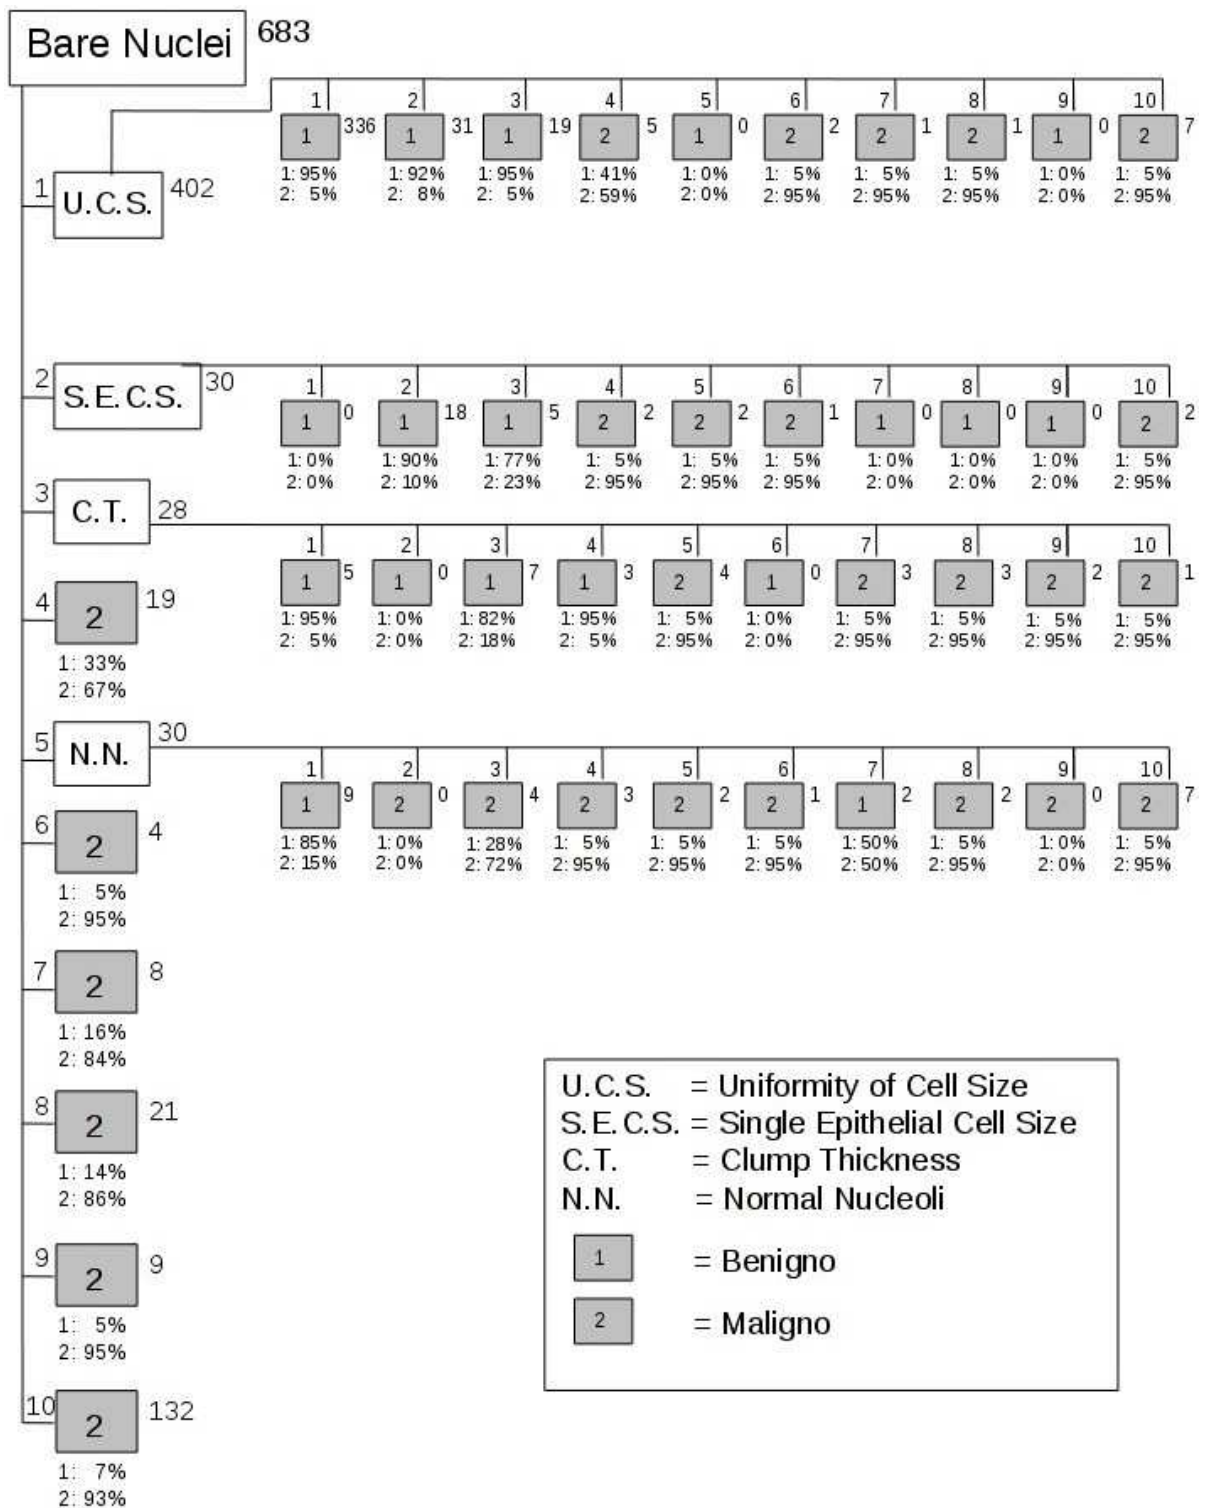 Bare Nuclei 683
1 2 3 4 5 6 7 8 9 10
1 336 1 31 1 19 2 5 1 0 2 2 2 1 2 1 1 0 2 7
1 U.C.S. 402
1: 95% 1: 92% 1: 95% 1: 41% 1: 0% 1: 5% 1: 5% 1: 5% 1: 0% 1: 5%
2: 5% 2: 8% 2: 5% 2: 59% 2: 0% 2: 95% 2: 95% 2: 95% 2: 0% 2: 95%
2 S.E.C.S. 30
1 2 3 4 5 6 7 8 9 10
1 0 1 18 1 5 2 2 2 2 2 1 1 0 1 0 1 0 2 2
1: 0% 1: 90% 1: 77% 1: 5% 1: 5% 1: 5% 1: 0% 1: 0% 1: 0% 1: 5%
2: 0% 2: 10% 2: 23% 2: 95% 2: 95% 2: 95% 2: 0% 2: 0% 2: 0% 2: 95%
3 C.T. 28
1 2 3 4 5 6 7 8 9 10
1 5 1 0 1 7 1 3 2 4 1 0 2 3 2 3 2 2 2 1
1: 95% 1: 0% 1: 82% 1: 95% 1: 5% 1: 0% 1: 5% 1: 5% 1: 5% 1: 5%
2: 5% 2: 0% 2: 18% 2: 5% 2: 95% 2: 0% 2: 95% 2: 95% 2: 95% 2: 95%
4 2 19
1: 33%
2: 67%
5 N.N. 30
1 2 3 4 5 6 7 8 9 10
1 9 2 0 2 4 2 3 2 2 2 1 1 2 2 2 2 0 2 7
1: 85% 1: 0% 1: 28% 1: 5% 1: 5% 1: 5% 1: 50% 1: 5% 1: 0% 1: 5%
2: 15% 2: 0% 2: 72% 2: 95% 2: 95% 2: 95% 2: 50% 2: 95% 2: 0% 2: 95%
6 2 4
1: 5%
2: 95%
7 2 8
1: 16%
2: 84%
8 2 21
1: 14%
2: 86%
9 2 9
1: 5%
2: 95%
10 2 132
1: 7%
2: 93%
U.C.S. = Uniformity of Cell Size
S.E.C.S. = Single Epithelial Cell Size
C.T. = Clump Thickness
N.N. = Normal Nucleoli
1 = Benigno
2 = Maligno